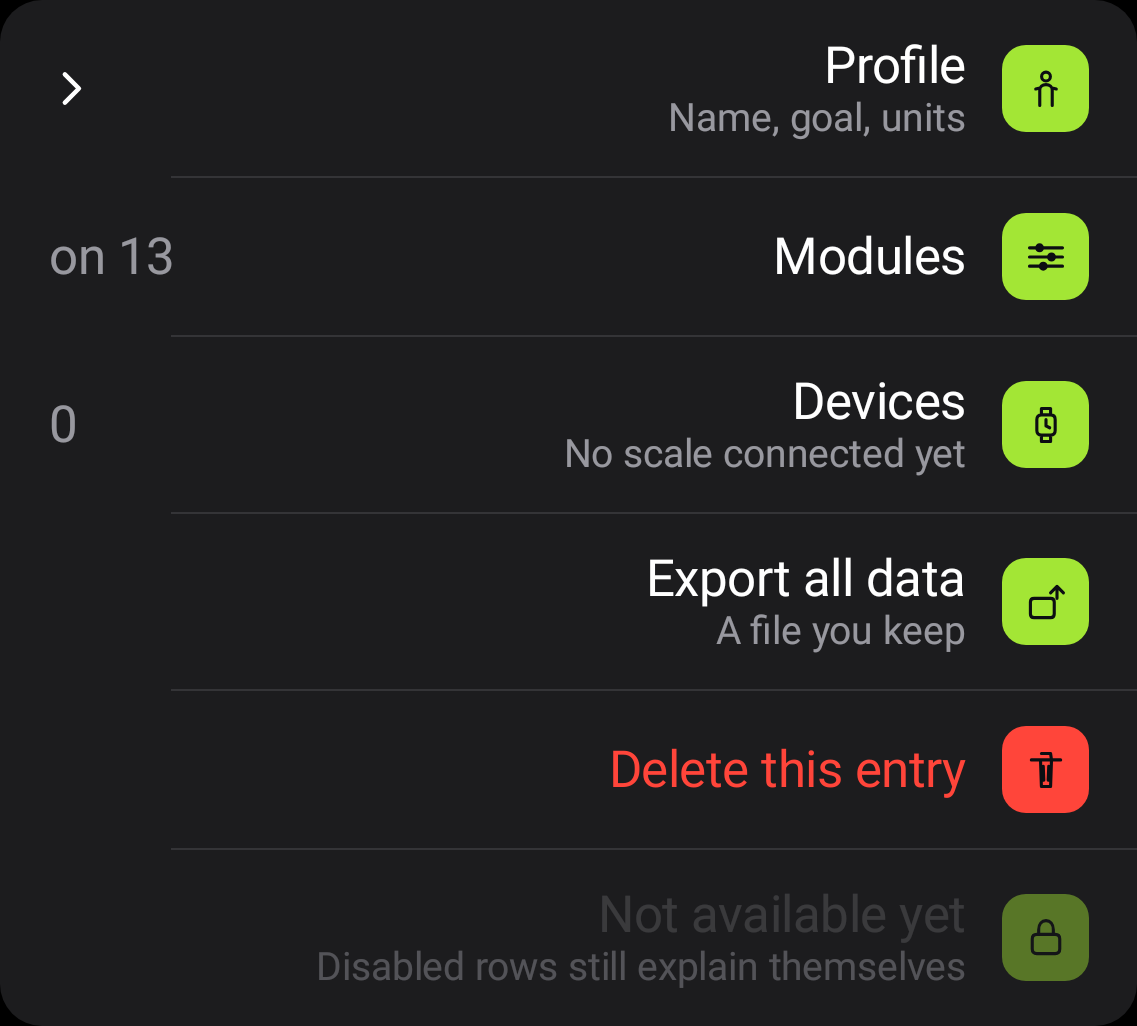 Profile
Name, goal, units
Modules
on 13
Devices
No scale connected yet
0
Export all data
A file you keep
Delete this entry
Not available yet
Disabled rows still explain themselves